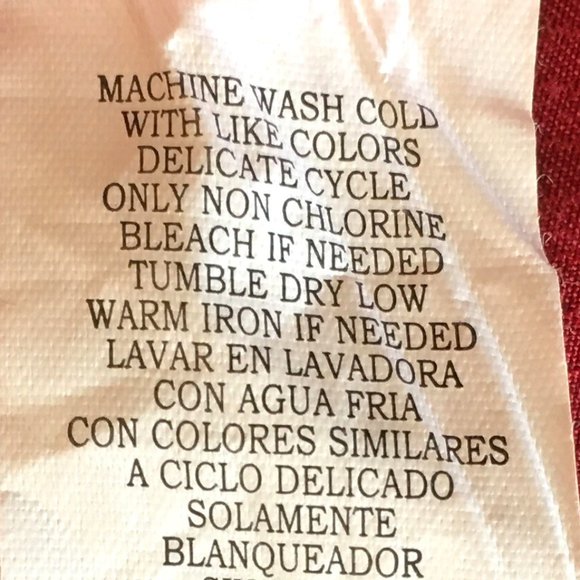 MACHINE WASH COLD
WITH LIKE COLORS
DELICATE CYCLE
ONLY NON CHLORINE
BLEACH IF NEEDED
TUMBLE DRY LOW
WARM IRON IF NEEDED
LAVAR EN LAVADORA
CON AGUA FRIA
CON COLORES SIMILARES
A CICLO DELICADO
SOLAMENTE
BLANQUEADOR